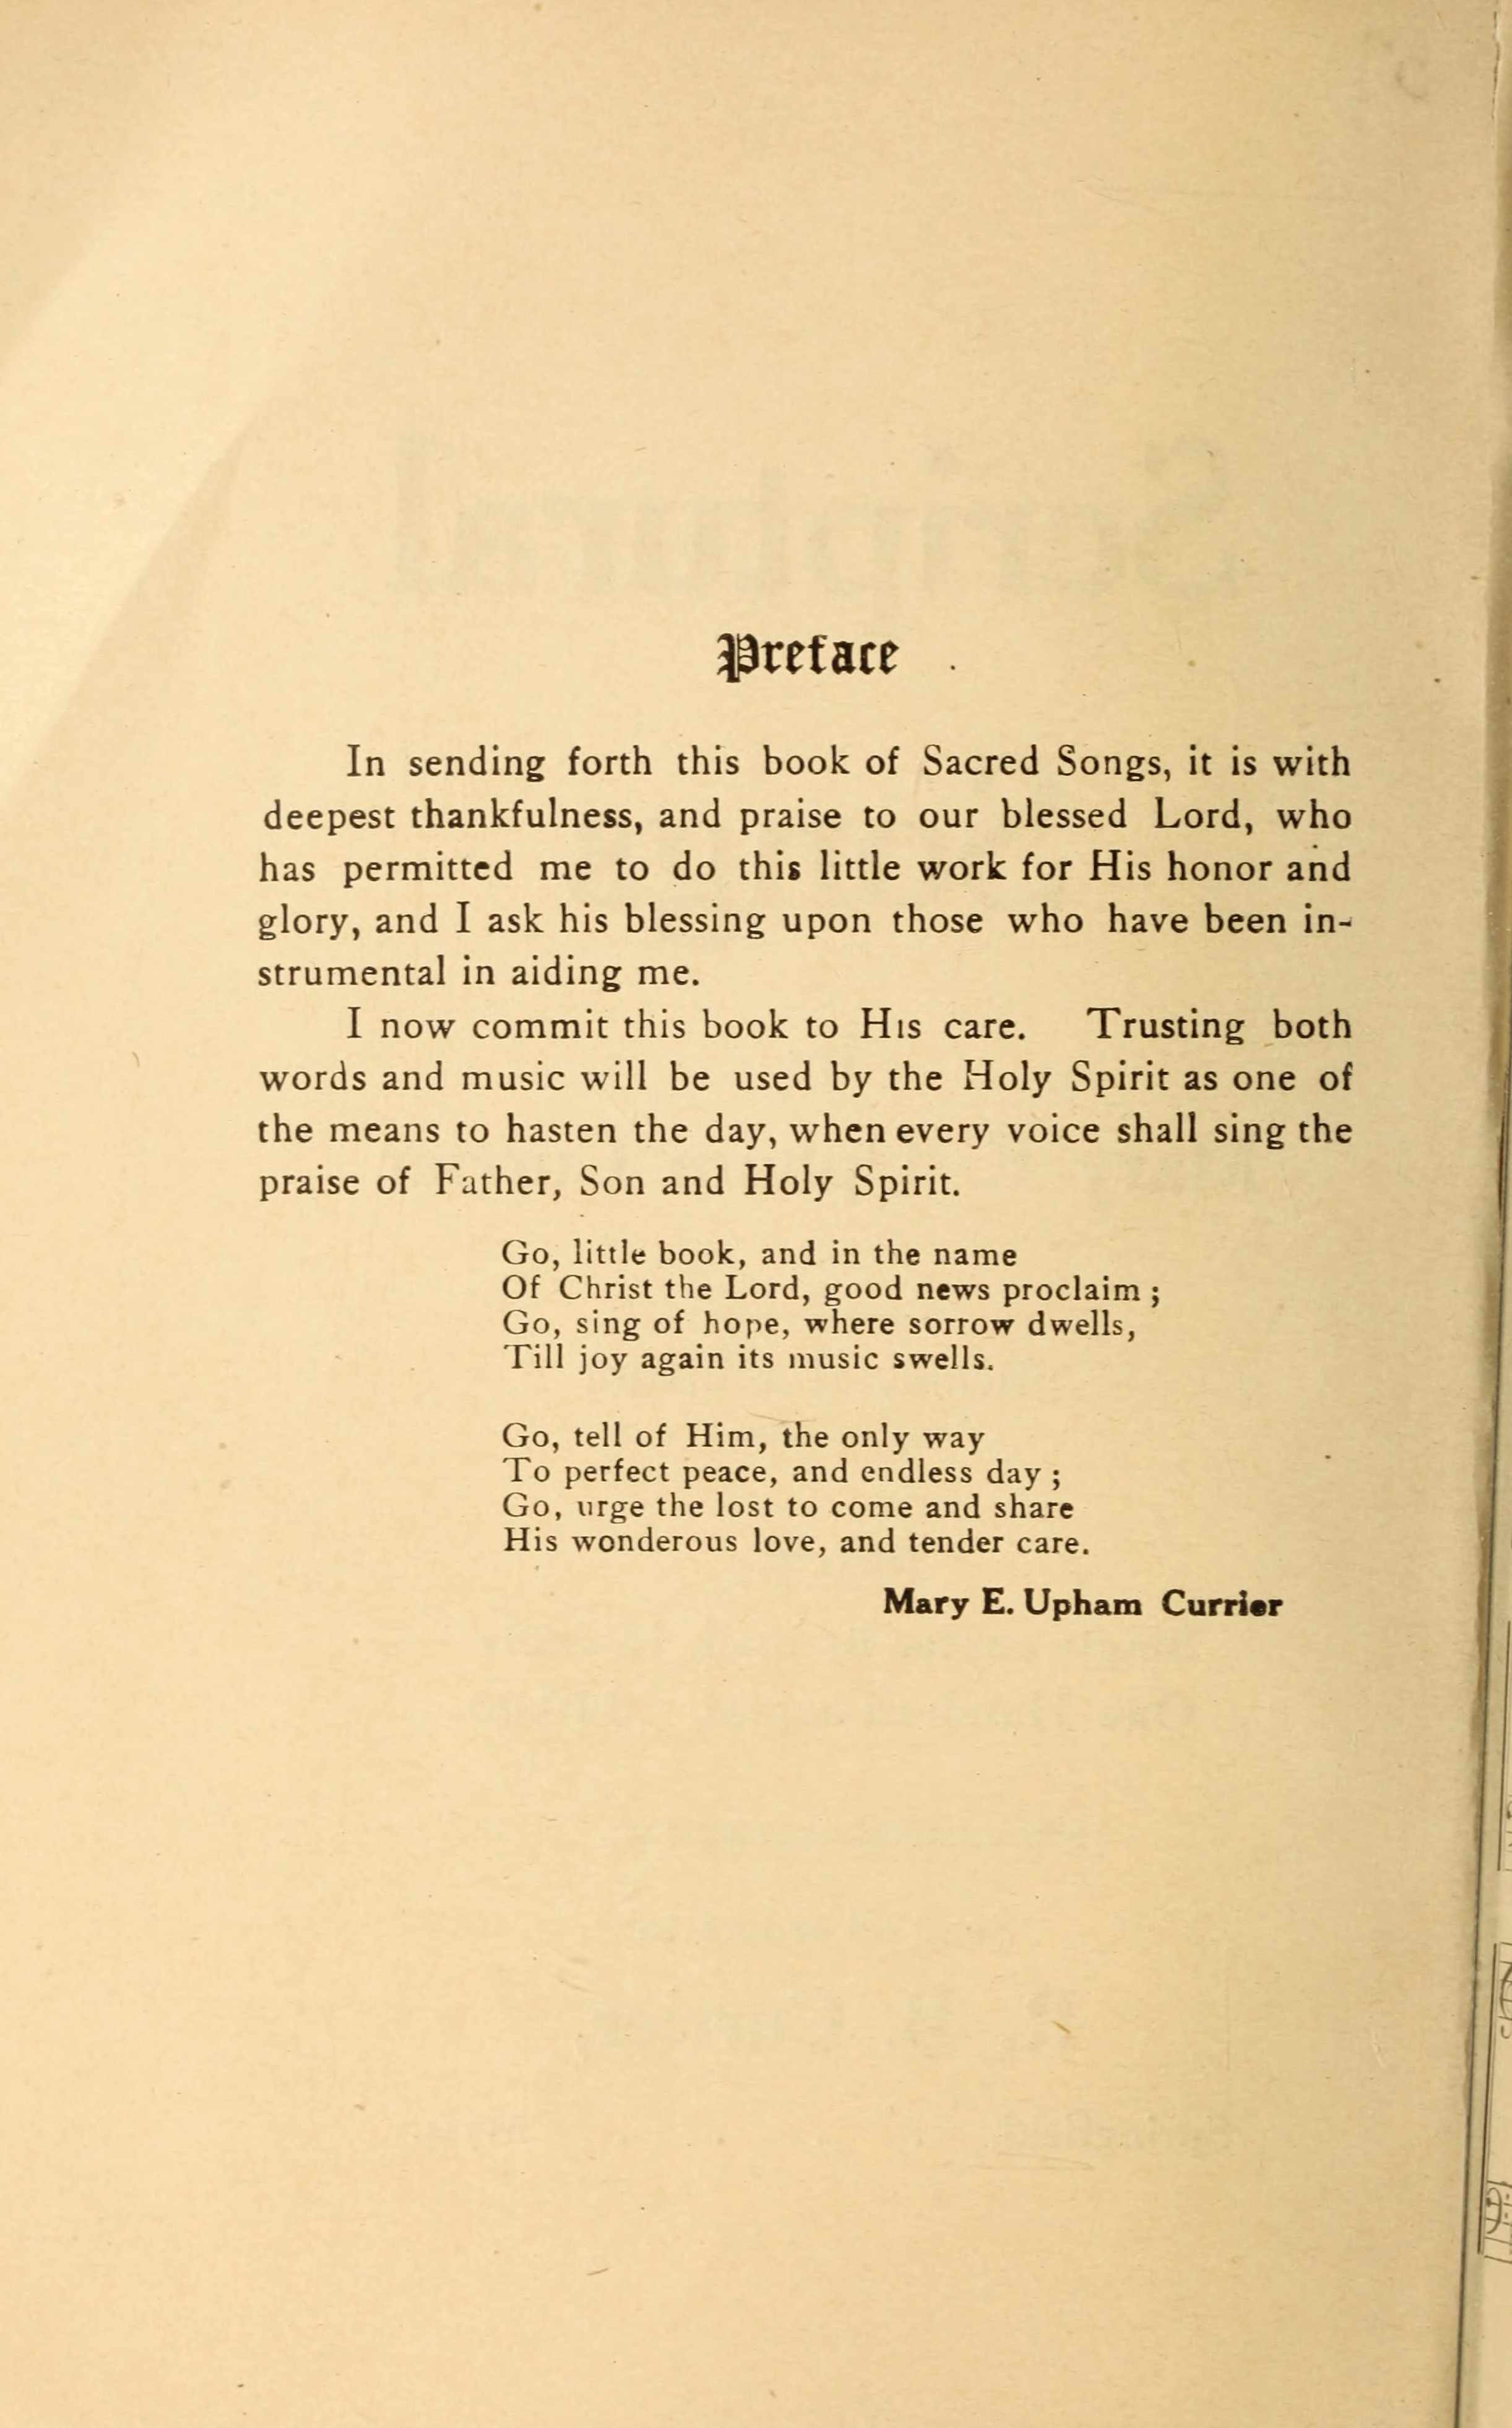 Preface
In sending forth this book of Sacred Songs, it is with
deepest thankfulness, and praise to our blessed Lord, who
has permitted me to do this little work for His honor and
glory, and I ask his blessing upon those who have been in-
strumental in aiding me.
I now commit this book to His care. Trusting both
words and music will be used by the Holy Spirit as one of
the means to hasten the day, when every voice shall sing the
praise of Father, Son and Holy Spirit.
Go, little book, and in the name
Of Christ the Lord, good news proclaim ;
Go, sing of hope, where sorrow dwells,
Till joy again its music swells.
Go, tell of Him, the only way
To perfect peace, and endless day ;
Go, urge the lost to come and share
His wonderous love, and tender care.
Mary E. Upham Currier